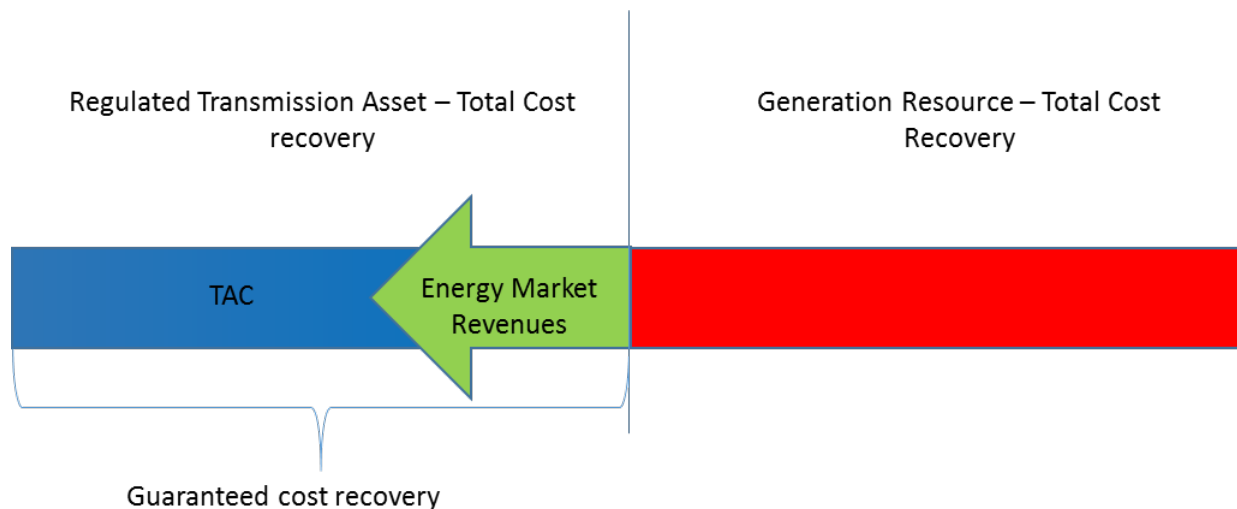 Regulated Transmission Asset – Total Cost
recovery
Generation Resource – Total Cost
Recovery
TAC
Energy Market
Revenues
Guaranteed cost recovery